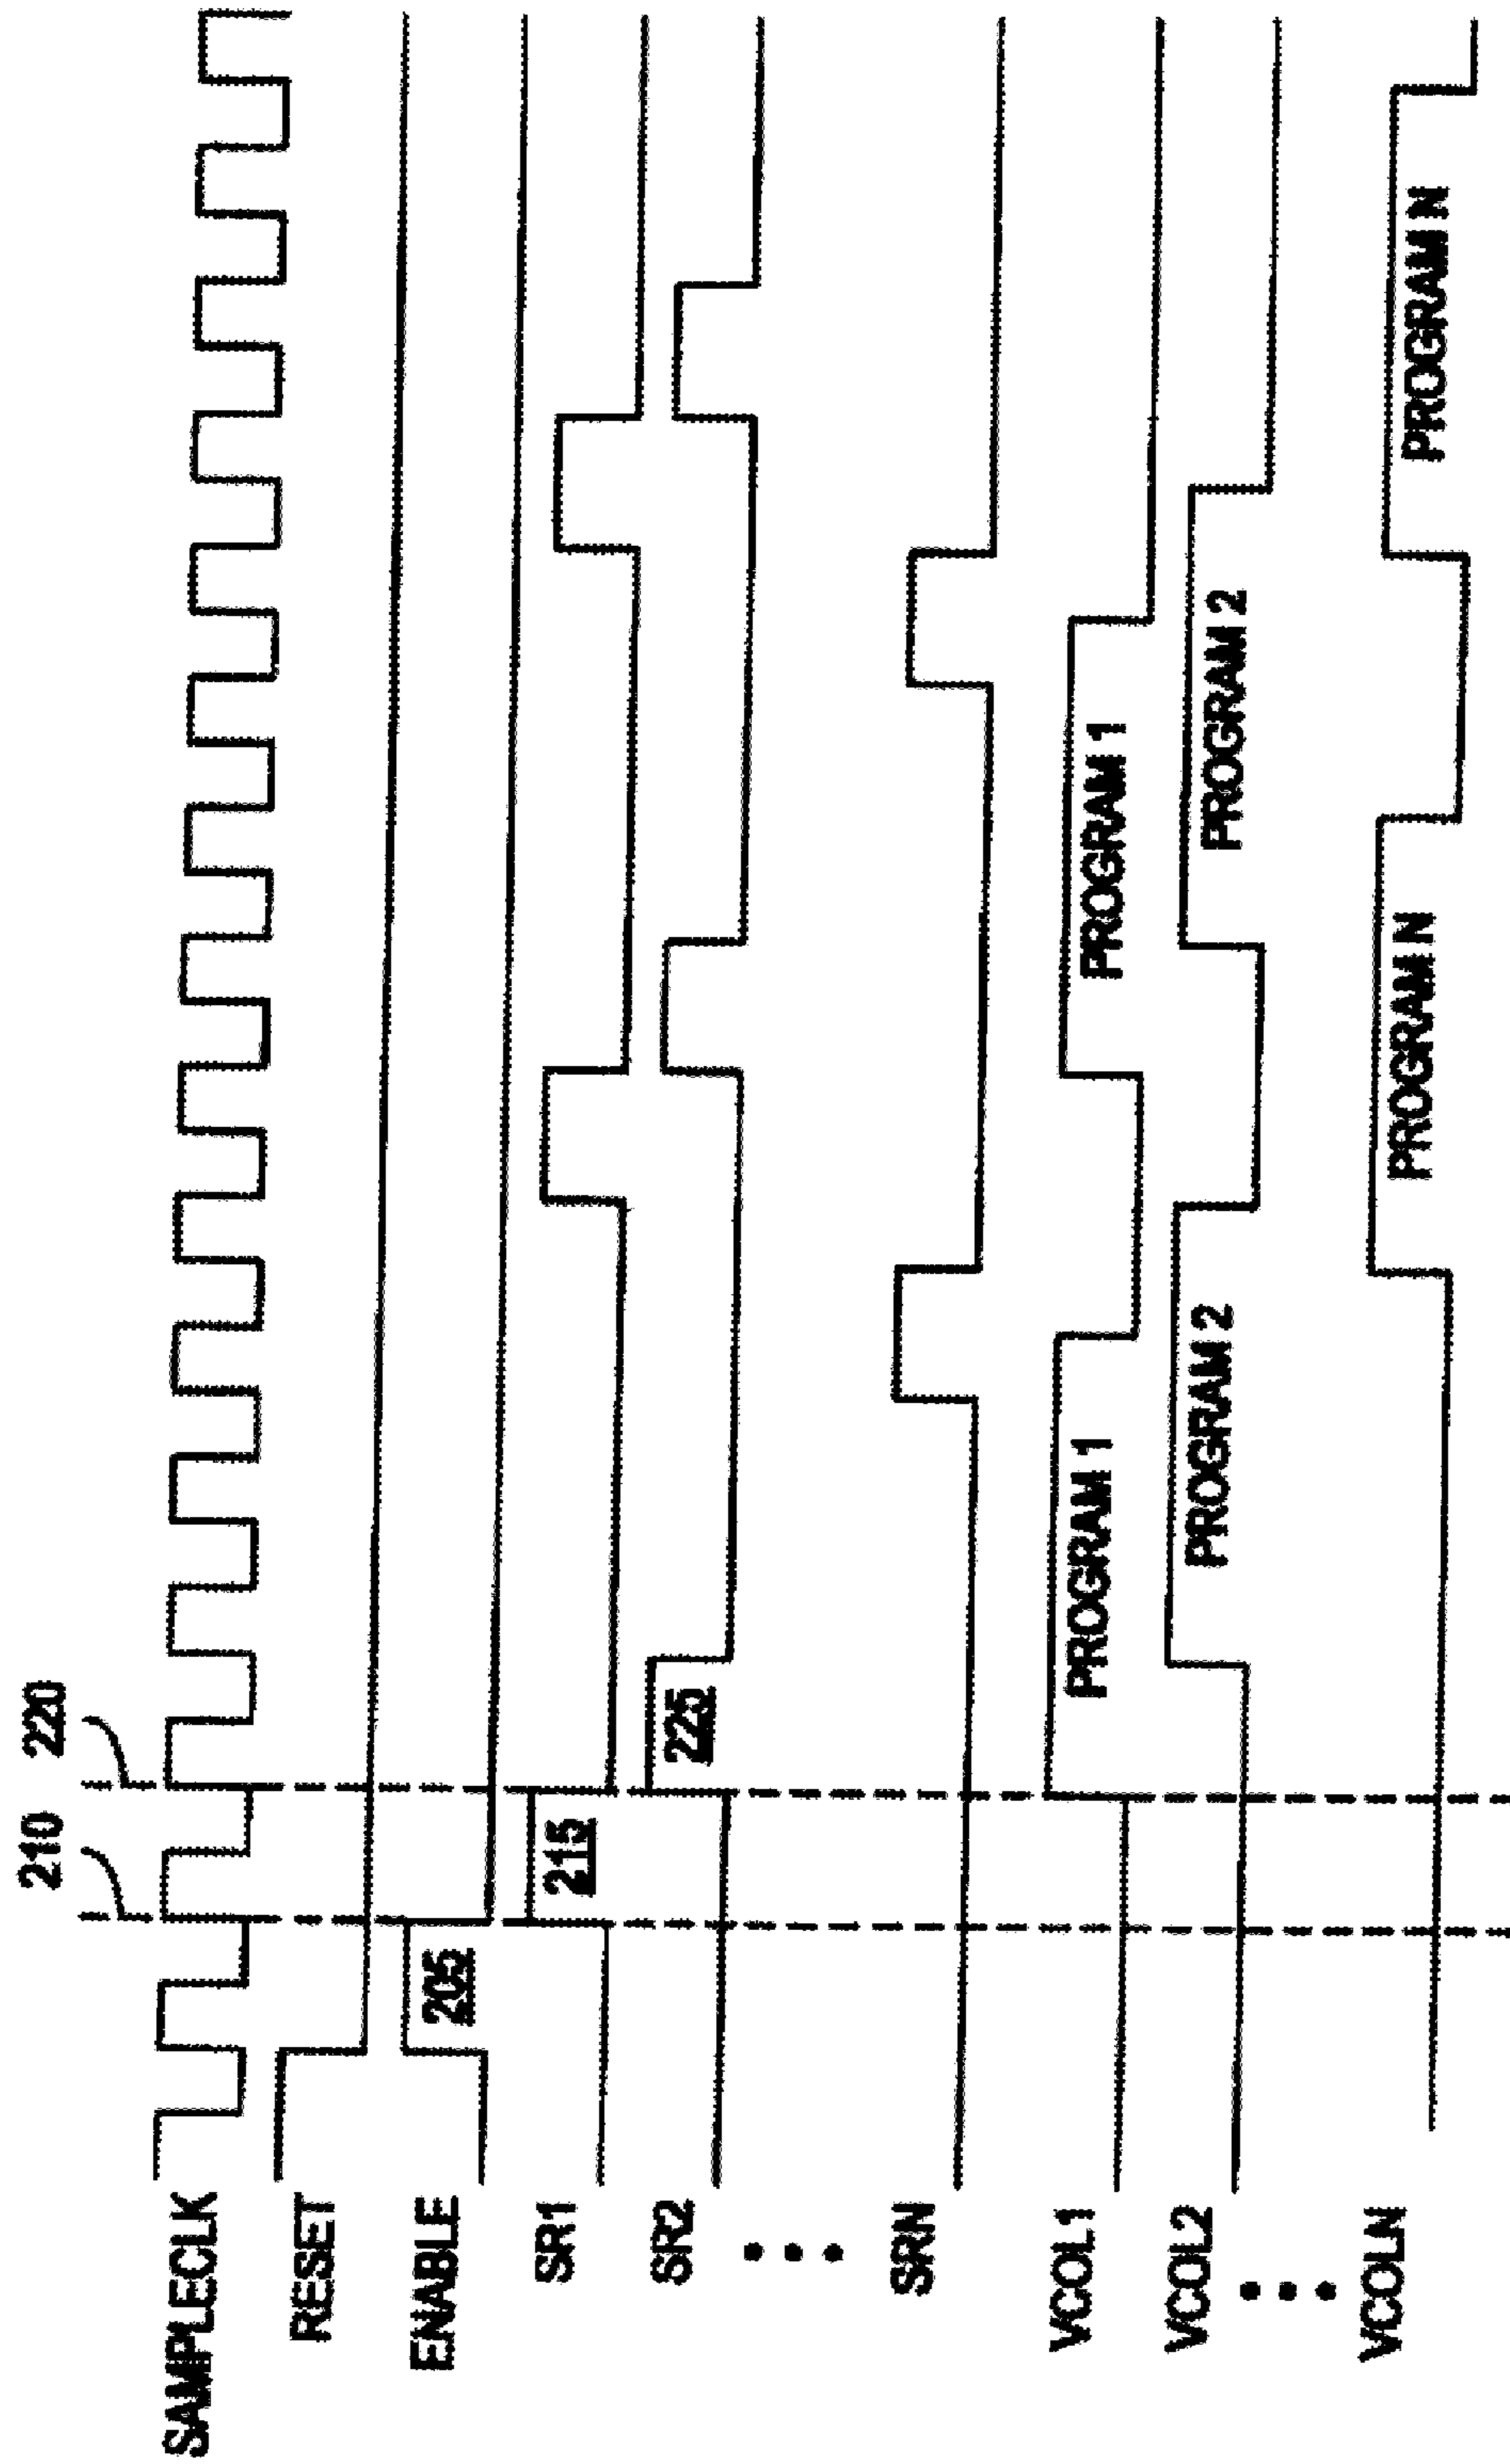 210
220
SAMPLECLK
RESET
ENABLE
205
SR1
215
SR2
225
SRN
VCOL1
PROGRAM 1
PROGRAM 1
VCOL2
PROGRAM 2
PROGRAM 2
VCOLN
PROGRAM N
PROGRAM N